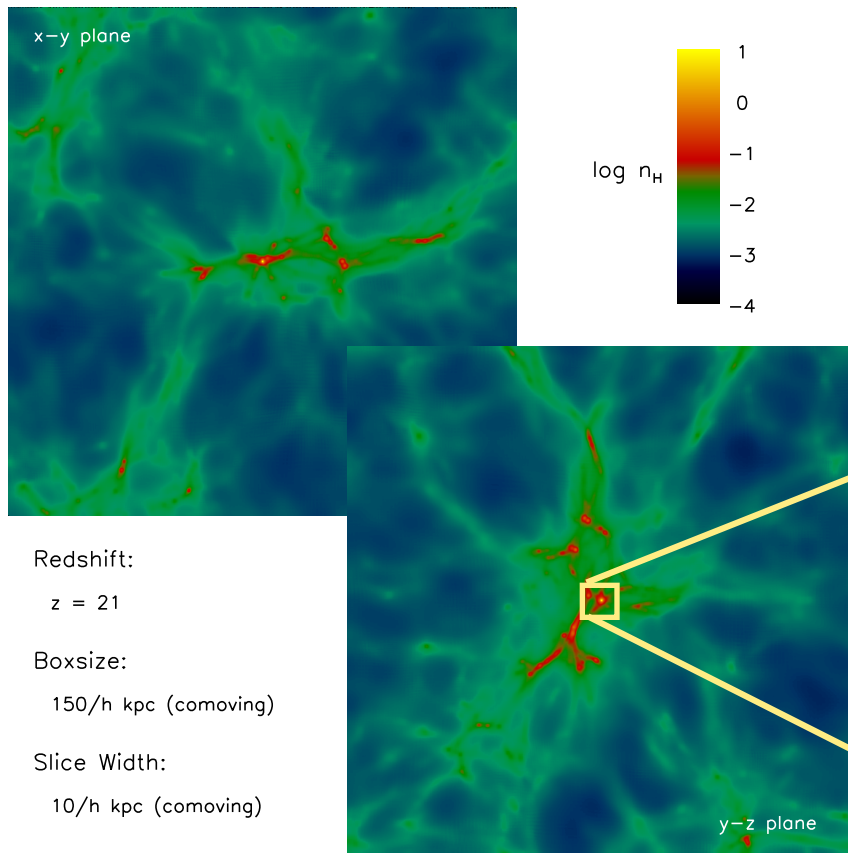 x-y plane
1
0
-1
log n_H
-2
-3
-4
Redshift:
z = 21
Boxsize:
150/h kpc (comoving)
Slice Width:
10/h kpc (comoving)
y-z plane